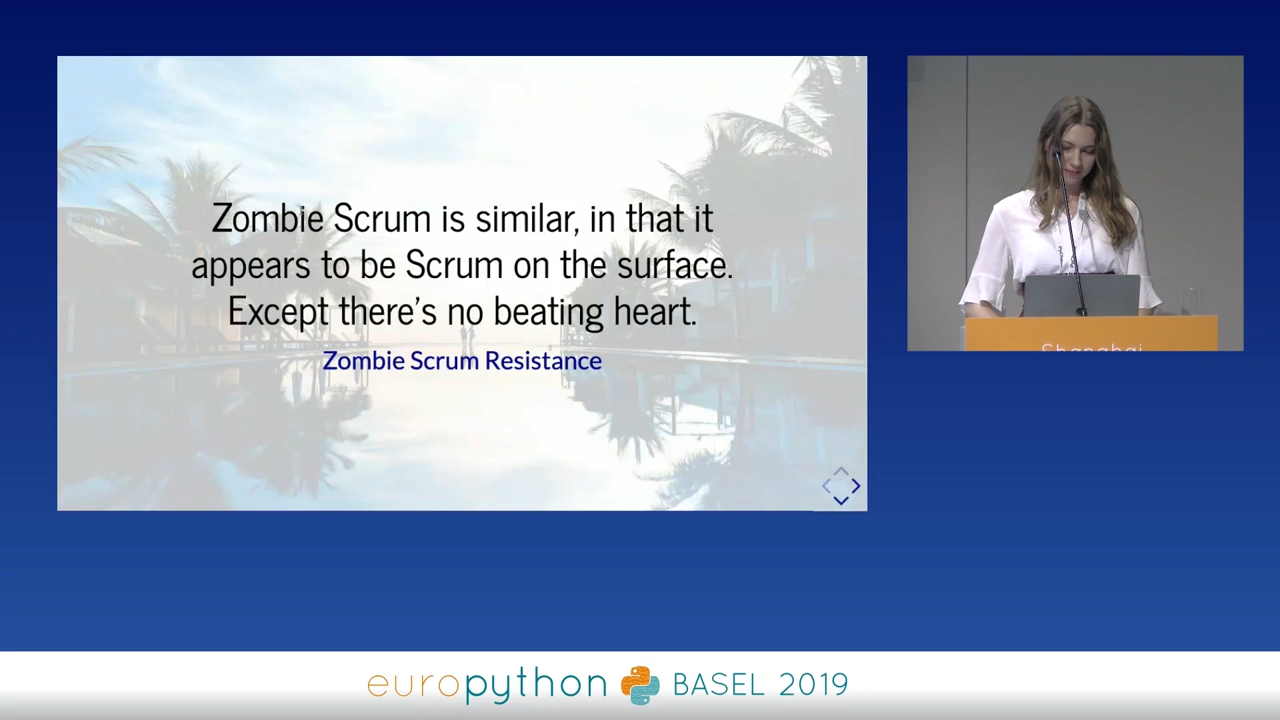 Zombie Scrum is similar, in that it
appears to be Scrum on the surface.
Except there's no beating heart.
Zombie Scrum Resistance
Shanghai
europython BASEL 2019